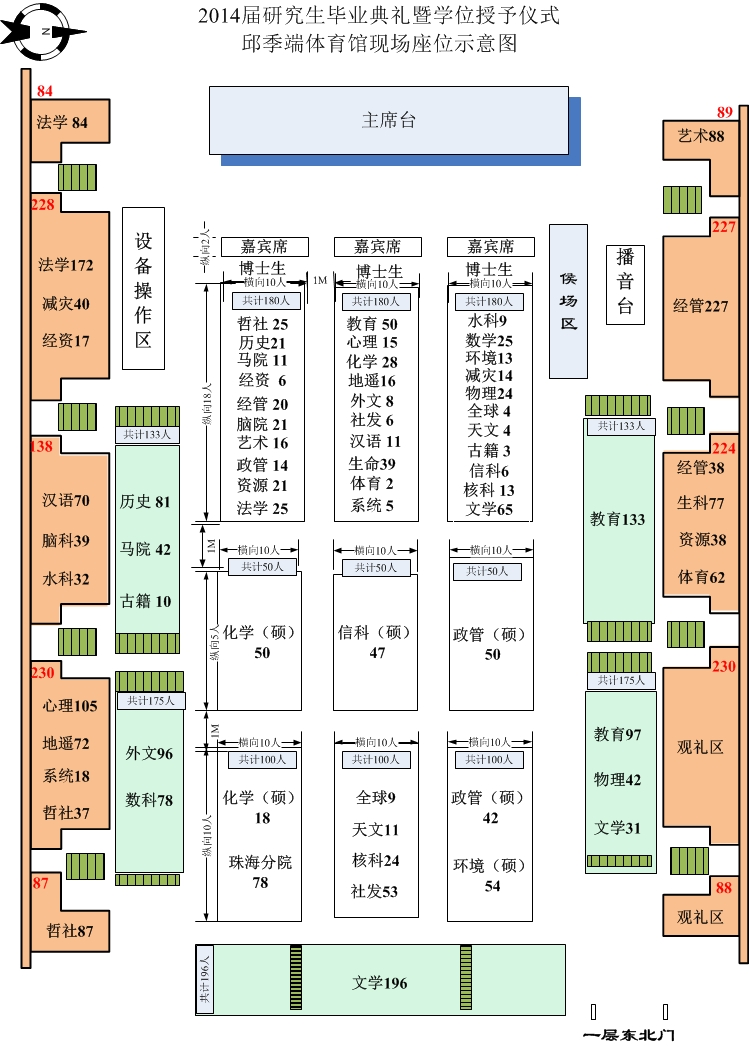 2014届研究生毕业典礼暨学位授予仪式
邱季端体育馆现场座位示意图
N
主席台
84
法学 84
228
法学172
减灾40
经资17
138
汉语70
脑科39
水科32
230
心理105
地遥72
系统18
哲社37
87
哲社87
设备操作区
共计133人
历史 81
马院 42
古籍 10
共计175人
外文96
数科78
纵向2人
嘉宾席
博士生
横向10人
1M
共计180人
纵向18人
哲社 25
历史21
马院 11
经资 6
经管 20
脑院 21
艺术 16
政管 14
资源 21
法学 25
嘉宾席
博士生
横向10人
共计180人
教育 50
心理 15
化学 28
地遥16
外文 8
社发 6
汉语 11
生命39
体育 2
系统 5
嘉宾席
博士生
横向10人
共计180人
水科9
数学25
环境13
减灾14
物理24
全球 4
天文 4
古籍 3
信科6
核科 13
文学65
1M
横向10人
共计50人
纵向5人
化学（硕）
50
横向10人
共计50人
信科（硕）
47
横向10人
共计50人
政管（硕）
50
1M
横向10人
共计100人
纵向10人
化学（硕）
18
珠海分院
78
横向10人
共计100人
全球9
天文11
核科24
社发53
横向10人
共计100人
政管（硕）
42
环境（硕）
54
共计196人
文学196
侯场区
播音台
共计133人
教育133
共计175人
教育97
物理42
文学31
89
艺术88
227
经管227
224
经管38
生科77
资源38
体育62
230
观礼区
88
观礼区
一层东北门